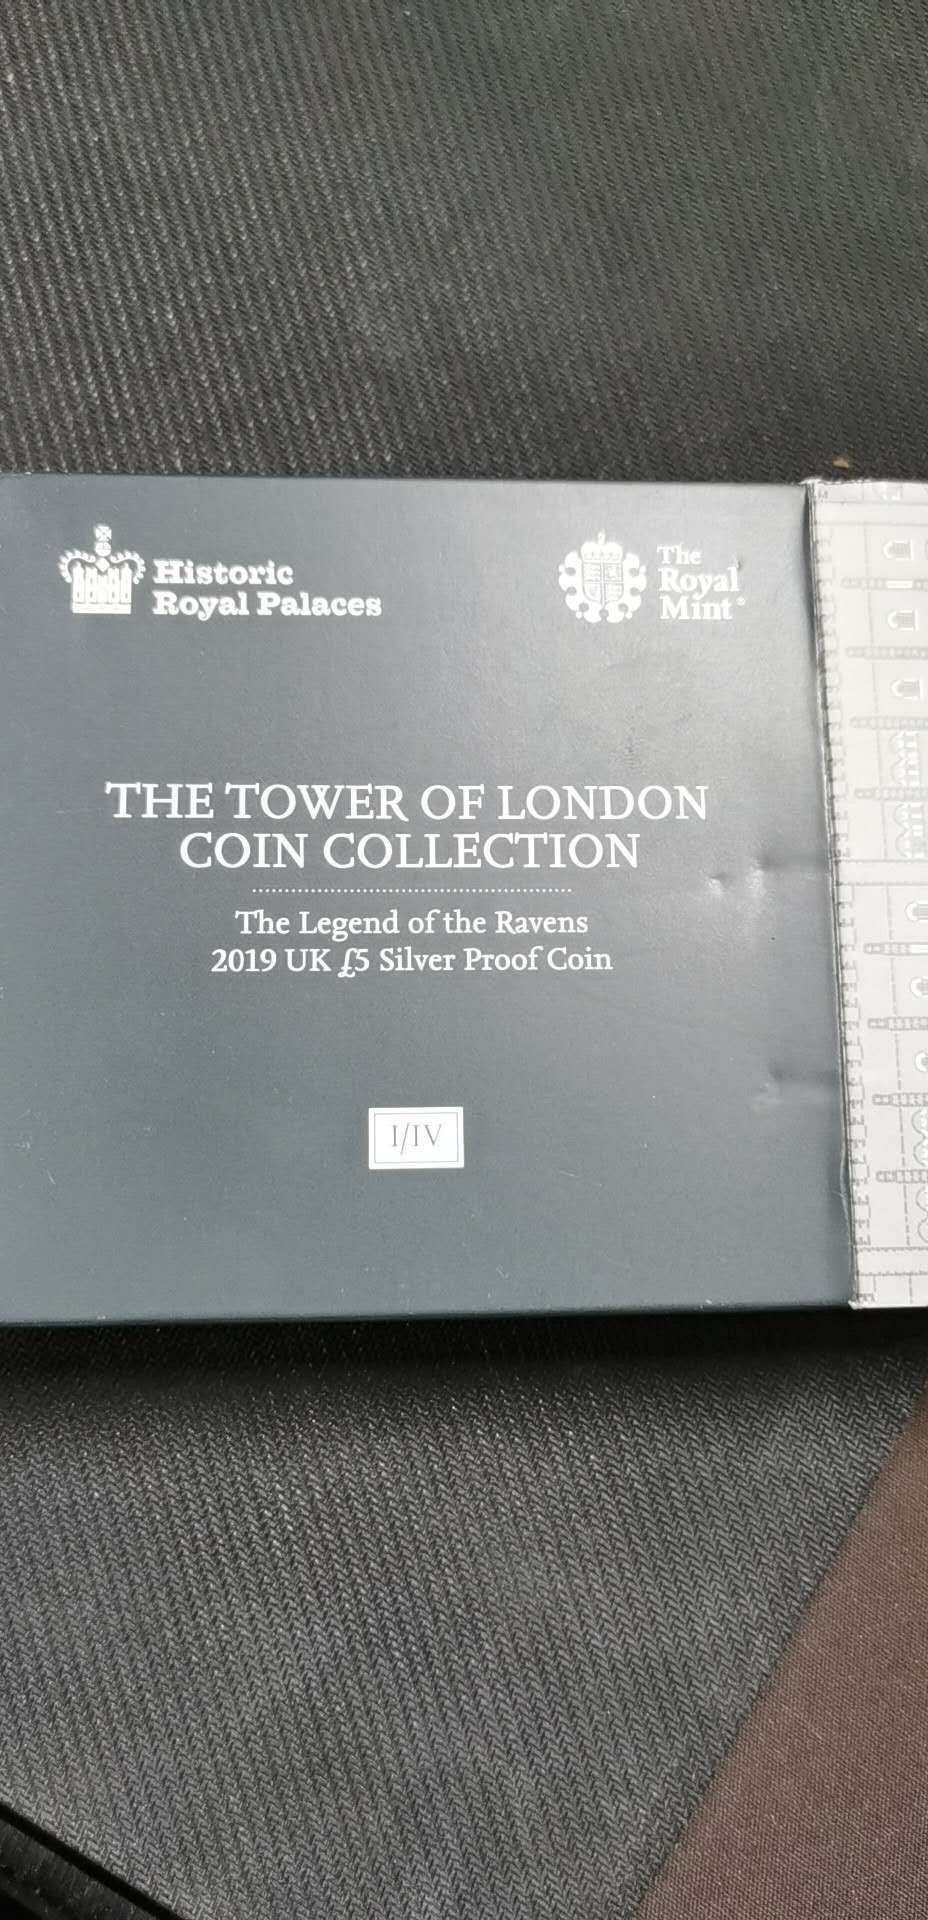 Historic
Royal Palaces
The
Royal
Mint®
THE TOWER OF LONDON
COIN COLLECTION
The Legend of the Ravens
2019 UK £5 Silver Proof Coin
I/IV